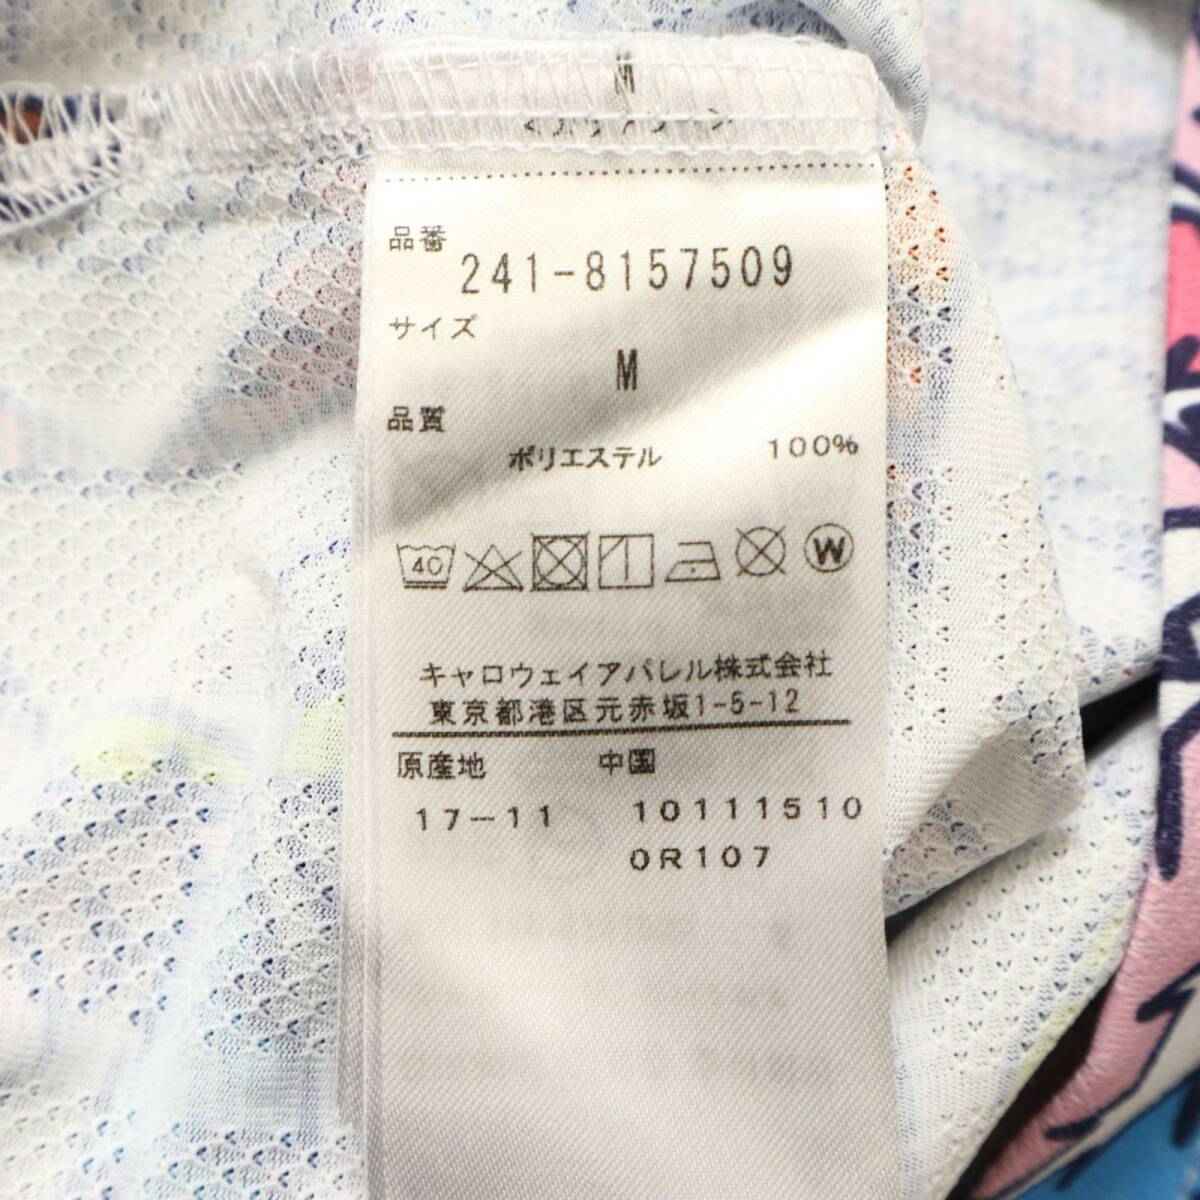 M
品番
241-8157509
サイズ
M
品質
ポリエステル 100%
40 W
キャロウェイアパレル株式会社
東京都港区元赤坂1-5-12
原産地 中国
17-11 10111510
0R107